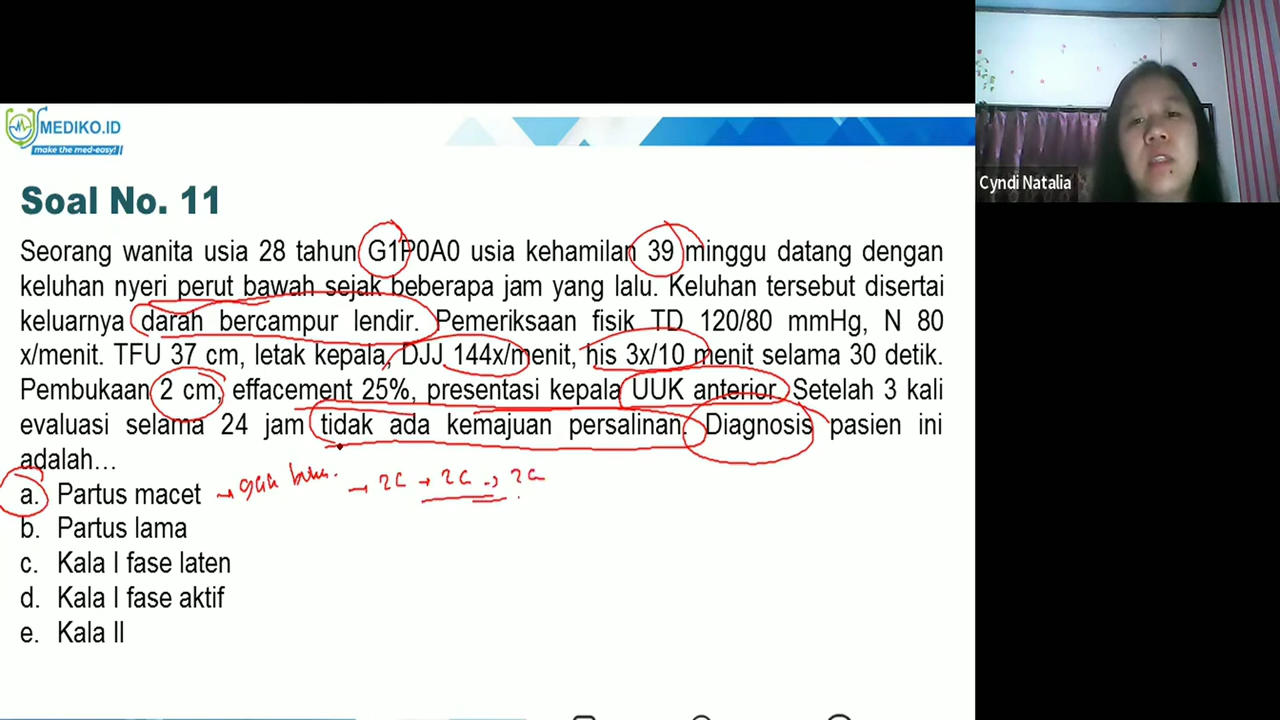 MEDIKO.ID
make the med-easy!
Soal No. 11
Cyndi Natalia
Seorang wanita usia 28 tahun G1P0A0 usia kehamilan 39 minggu datang dengan
keluhan nyeri perut bawah sejak beberapa jam yang lalu. Keluhan tersebut disertai
keluarnya darah bercampur lendir. Pemeriksaan fisik TD 120/80 mmHg, N 80
x/menit. TFU 37 cm, letak kepala, DJJ 144x/menit, his 3x/10 menit selama 30 detik.
Pembukaan 2 cm, effacement 25%, presentasi kepala UUK anterior. Setelah 3 kali
evaluasi selama 24 jam tidak ada kemajuan persalinan. Diagnosis pasien ini
adalah…
a. Partus macet
b. Partus lama
c. Kala I fase laten
d. Kala I fase aktif
e. Kala II